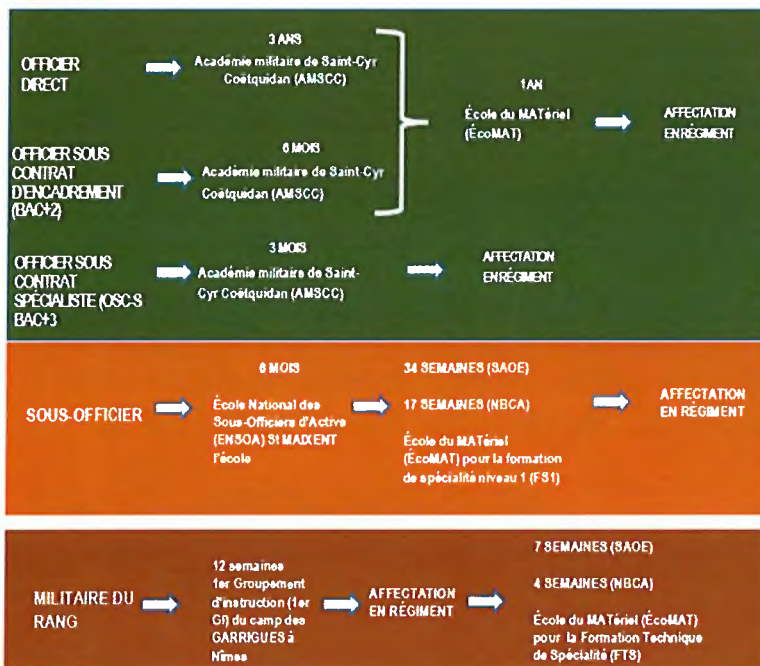 OFFICIER
DIRECT
3 ANS
Académie militaire de Saint-Cyr
Coëtquidan (AMSCC)
OFFICIER SOUS
CONTRAT
D'ENCADREMENT
(BAC+2)
6 MOIS
Académie militaire de Saint-Cyr
Coëtquidan (AMSCC)
1 AN
École du MATériel
(ÉcoMAT)
AFFECTATION
EN RÉGIMENT
OFFICIER SOUS
CONTRAT
SPÉCIALISTE (OSC-S
BAC+3
3 MOIS
Académie militaire de Saint-
Cyr Coëtquidan (AMSCC)
AFFECTATION
EN RÉGIMENT
SOUS-OFFICIER
6 MOIS
École National des
Sous-Officiers d'Active
(ENSOA) St MAIXENT
l'école
34 SEMAINES (SAOE)
17 SEMAINES (NBCA)
École du MATériel
(ÉcoMAT) pour la formation
de spécialité niveau 1 (FS1)
AFFECTATION
EN RÉGIMENT
MILITAIRE DU
RANG
12 semaines
1er Groupement
d'instruction (1er
GI) du camp des
GARRIGUES à
Nîmes
AFFECTATION
EN RÉGIMENT
7 SEMAINES (SAOE)
4 SEMAINES (NBCA)
École du MATériel (ÉcoMAT)
pour la Formation Technique
de Spécialité (FTS)